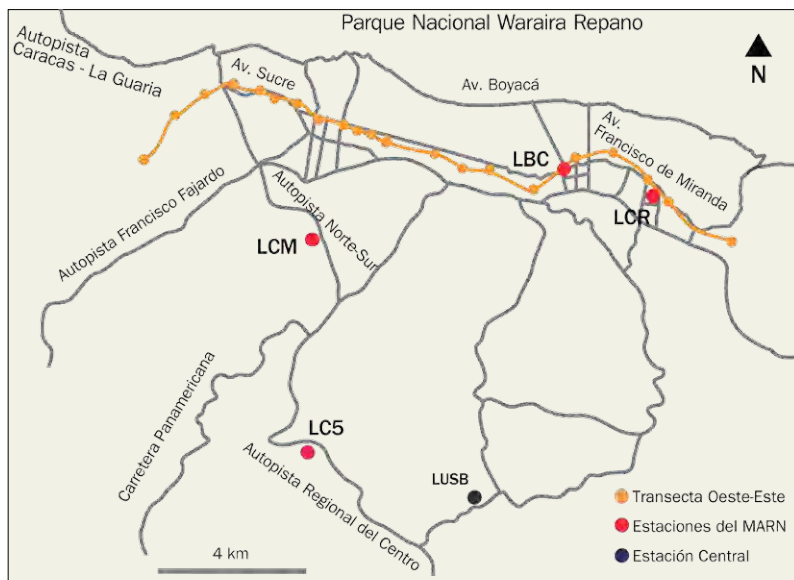 Parque Nacional Waraira Repano
Autopista
Caracas - La Guaria
Av. Sucre
Av. Boyacá
N
Av.
Francisco de Miranda
LBC
LCR
Autopista Francisco Fajardo
Autopista
Norte-Sur
LCM
Carretera Panamericana
LC5
Autopista Regional del Centro
LUSB
Transecta Oeste-Este
Estaciones del MARN
Estación Central
4 km